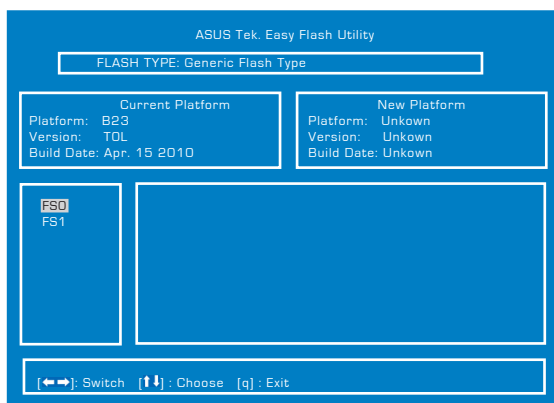 ASUS Tek. Easy Flash Utility
FLASH TYPE: Generic Flash Type
Current Platform
Platform: B23
Version: TOL
Build Date: Apr. 15 2010
New Platform
Platform: Unkown
Version: Unkown
Build Date: Unkown
FS0
FS1
[←→]: Switch [↑↓] : Choose [q] : Exit